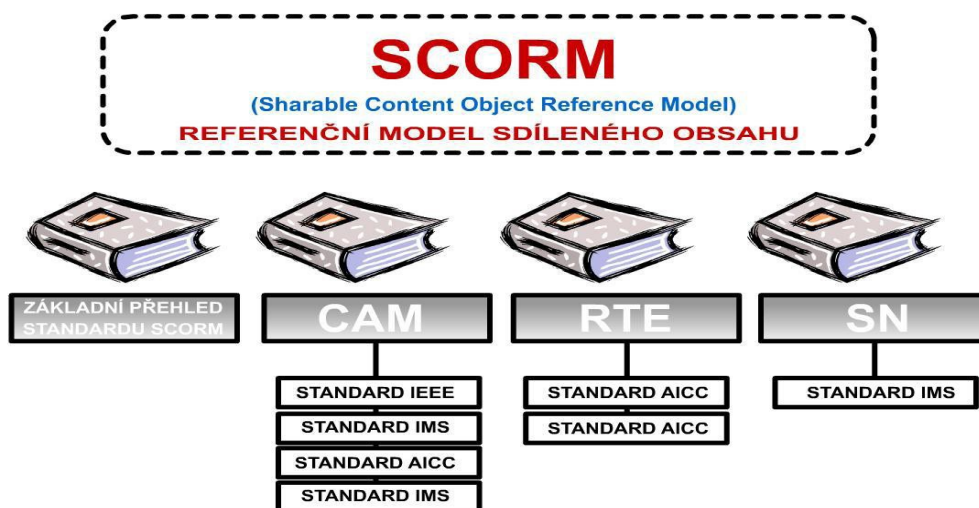 SCORM
(Sharable Content Object Reference Model)
REFERENČNÍ MODEL SDÍLENÉHO OBSAHU
ZÁKLADNÍ PŘEHLED
STANDARDU SCORM
CAM
STANDARD IEEE
STANDARD IMS
STANDARD AICC
STANDARD IMS
RTE
STANDARD AICC
STANDARD AICC
SN
STANDARD IMS